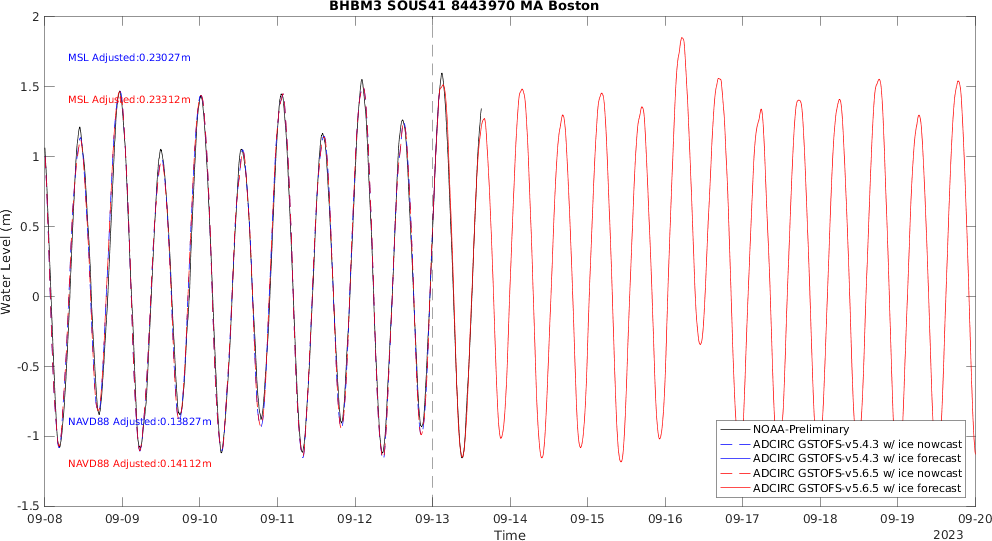 BHBM3 SOUS41 8443970 MA Boston
2
1.5
1
0.5
0
-0.5
-1
-1.5
Water Level (m)
MSL Adjusted:0.23027m
MSL Adjusted:0.23312m
NAVD88 Adjusted:0.13827m
NAVD88 Adjusted:0.14112m
NOAA-Preliminary
ADCIRC GSTOFS-v5.4.3 w/ ice nowcast
ADCIRC GSTOFS-v5.4.3 w/ ice forecast
ADCIRC GSTOFS-v5.6.5 w/ ice nowcast
ADCIRC GSTOFS-v5.6.5 w/ ice forecast
09-08 09-09 09-10 09-11 09-12 09-13 09-14 09-15 09-16 09-17 09-18 09-19 09-20
Time
2023